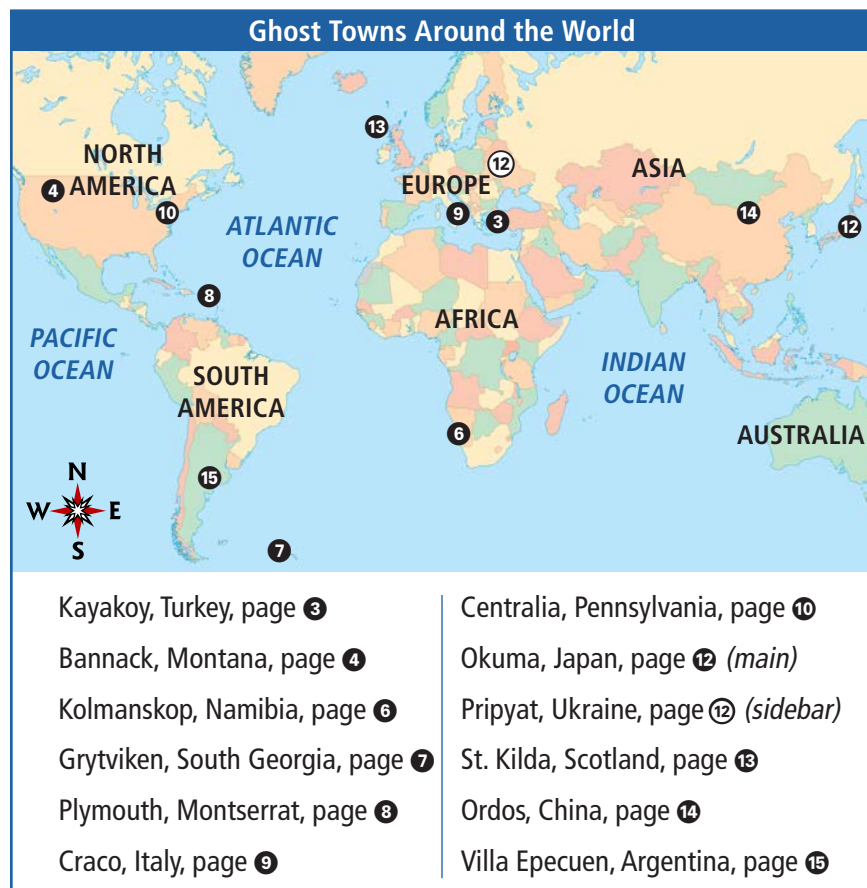 Ghost Towns Around the World
13
NORTH
AMERICA
4
10
EUROPE
12
ASIA
9
3
14
12
ATLANTIC
OCEAN
8
AFRICA
PACIFIC
OCEAN
INDIAN
OCEAN
SOUTH
AMERICA
6
AUSTRALIA
15
N
W E
S
7
Kayakoy, Turkey, page 3
Bannack, Montana, page 4
Kolmanskop, Namibia, page 6
Grytviken, South Georgia, page 7
Plymouth, Montserrat, page 8
Craco, Italy, page 9
Centralia, Pennsylvania, page 10
Okuma, Japan, page 12 (main)
Pripyat, Ukraine, page 12 (sidebar)
St. Kilda, Scotland, page 13
Ordos, China, page 14
Villa Epecuen, Argentina, page 15